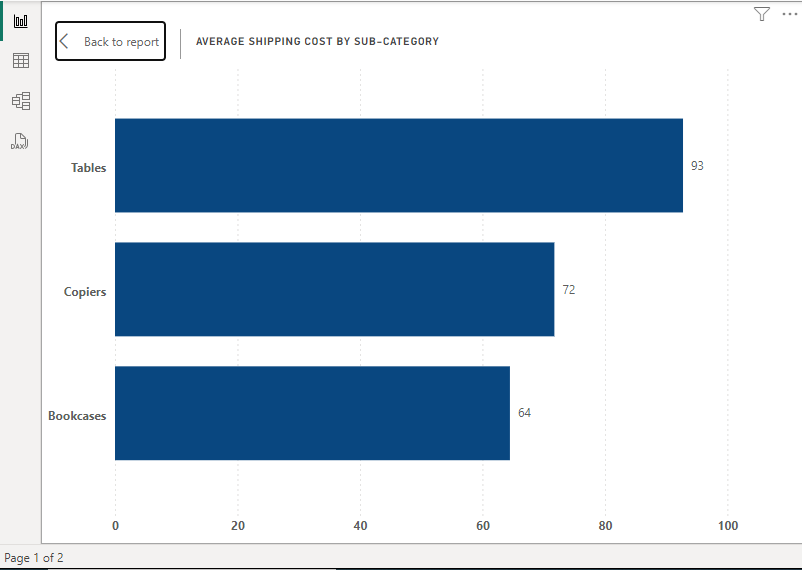 Back to report
AVERAGE SHIPPING COST BY SUB-CATEGORY
DAX
Tables
93
Copiers
72
Bookcases
64
0 20 40 60 80 100
Page 1 of 2